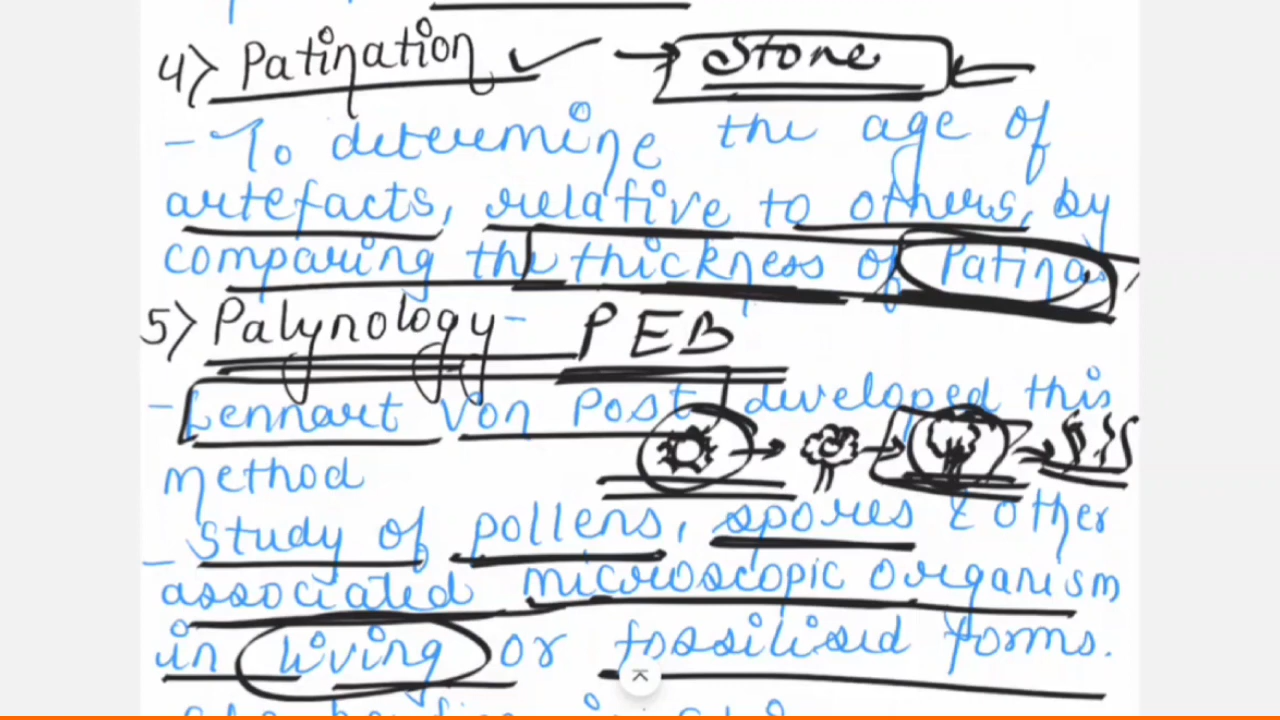 4) Patination ✓ → Stone ←
- To determine the age of
artefacts, relative to others, by
comparing the thickness of Patinas
5) Palynology - PEB
- Lennart Von Post developed this
method
- study of pollens, spores & other
associated microscopic organism
in living or fossilised forms.